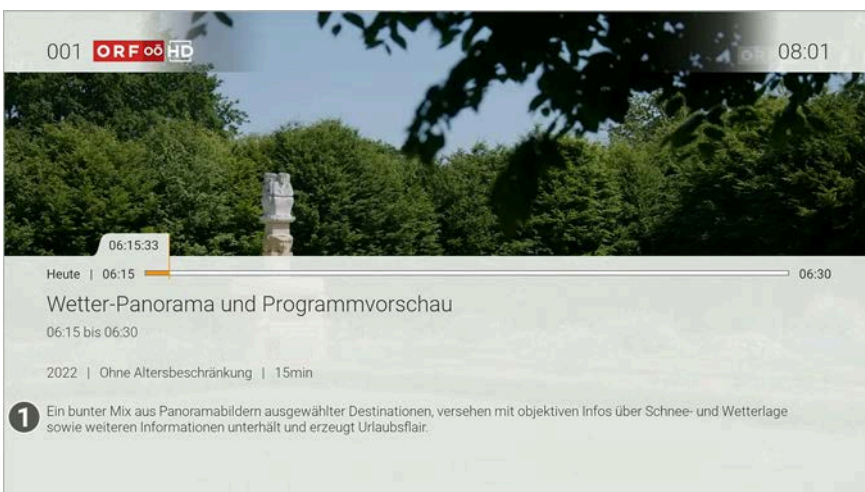 001 ORF oö HD 08:01
06:15:33
Heute | 06:15 06:30
Wetter-Panorama und Programmvorschau
06:15 bis 06:30
2022 | Ohne Altersbeschränkung | 15min
1 Ein bunter Mix aus Panoramabildern ausgewählter Destinationen, versehen mit objektiven Infos über Schnee- und Wetterlage
sowie weiteren Informationen unterhält und erzeugt Urlaubsflair.